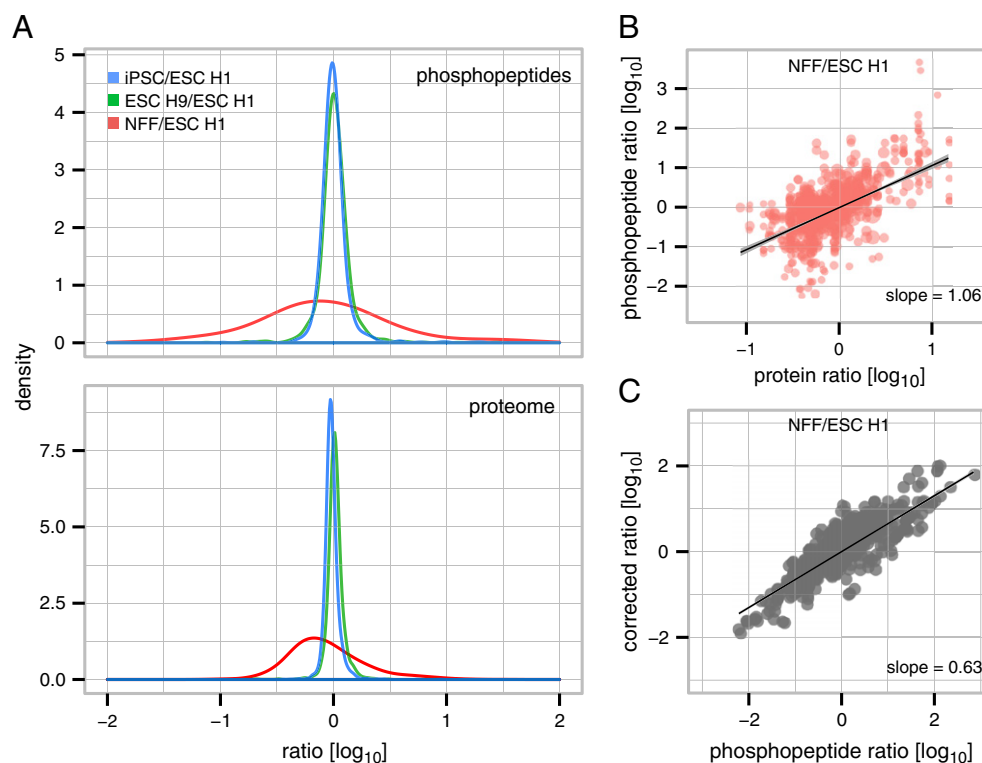 A
phosphopeptides
iPSC/ESC H1
ESC H9/ESC H1
NFF/ESC H1
5
4
3
2
1
0
density
proteome
7.5
5.0
2.5
0.0
−2 −1 0 1 2
ratio [log10]
B
NFF/ESC H1
phosphopeptide ratio [log10]
3
2
1
0
−1
−2
slope = 1.06
−1 0 1
protein ratio [log10]
C
NFF/ESC H1
corrected ratio [log10]
2
0
−2
slope = 0.63
−2 0 2
phosphopeptide ratio [log10]